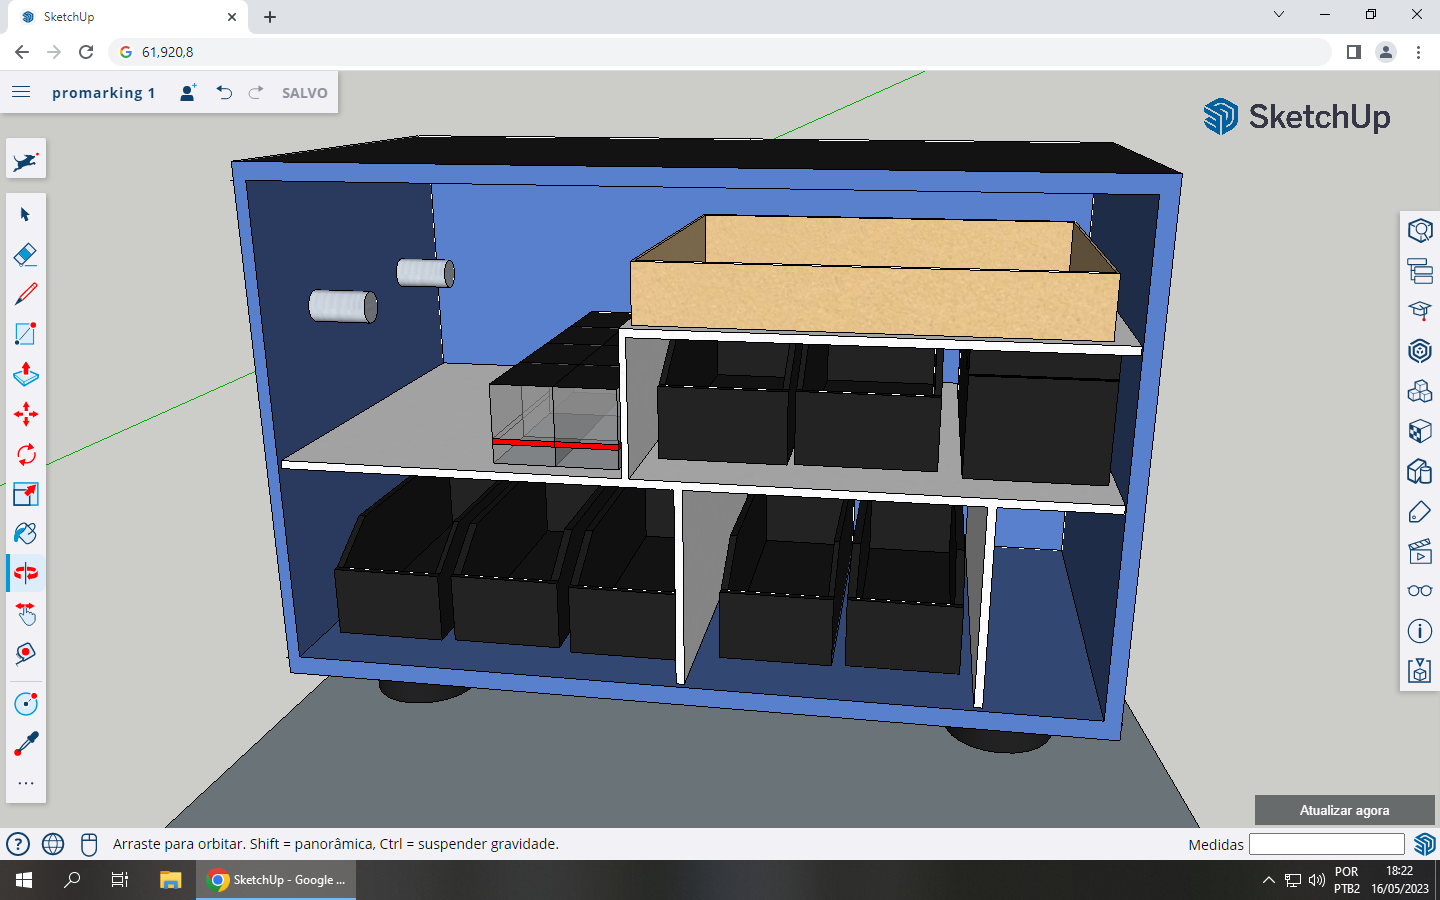 SketchUp
61,920,8
promarking 1
SALVO
SketchUp
Atualizar agora
Arraste para orbitar. Shift = panorâmica, Ctrl = suspender gravidade.
Medidas
SketchUp - Google ...
POR
PTB2
18:22
16/05/2023